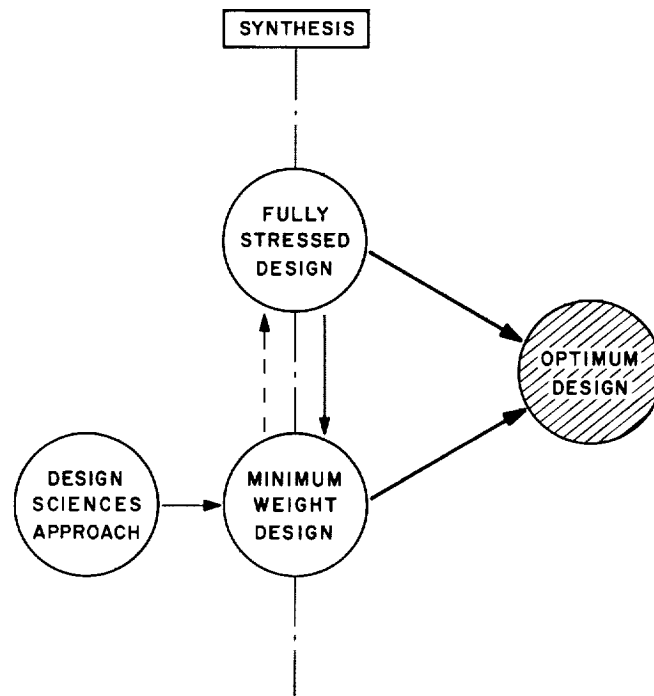 SYNTHESIS
FULLY
STRESSED
DESIGN
OPTIMUM
DESIGN
DESIGN
SCIENCES
APPROACH
MINIMUM
WEIGHT
DESIGN